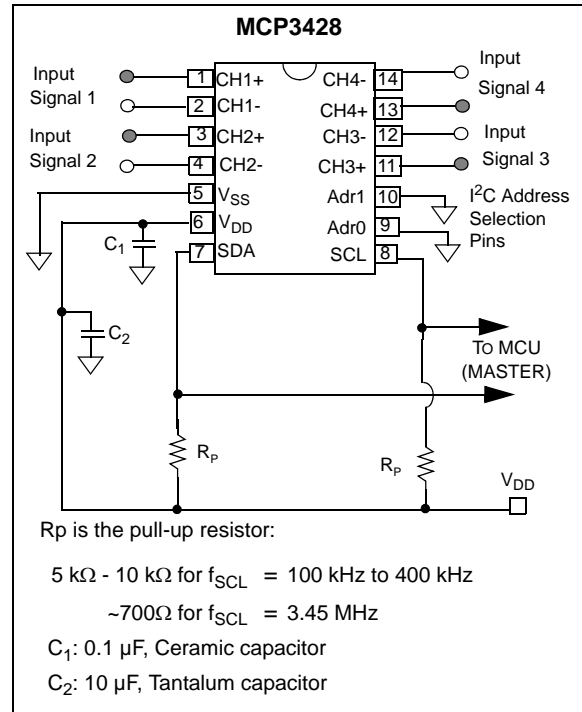 MCP3428
Input
Signal 1
1 CH1+
2 CH1-
Input
Signal 2
3 CH2+
4 CH2-
5 VSS
6 VDD
7 SDA
CH4- 14
CH4+ 13
CH3- 12
CH3+ 11
Adr1 10
Adr0 9
SCL 8
Input
Signal 4
Input
Signal 3
I²C Address
Selection
Pins
C1
C2
TO MCU
(MASTER)
RP
RP
VDD
Rp is the pull-up resistor:
5 kΩ - 10 kΩ for fSCL = 100 kHz to 400 kHz
~700Ω for fSCL = 3.45 MHz
C1: 0.1 µF, Ceramic capacitor
C2: 10 µF, Tantalum capacitor